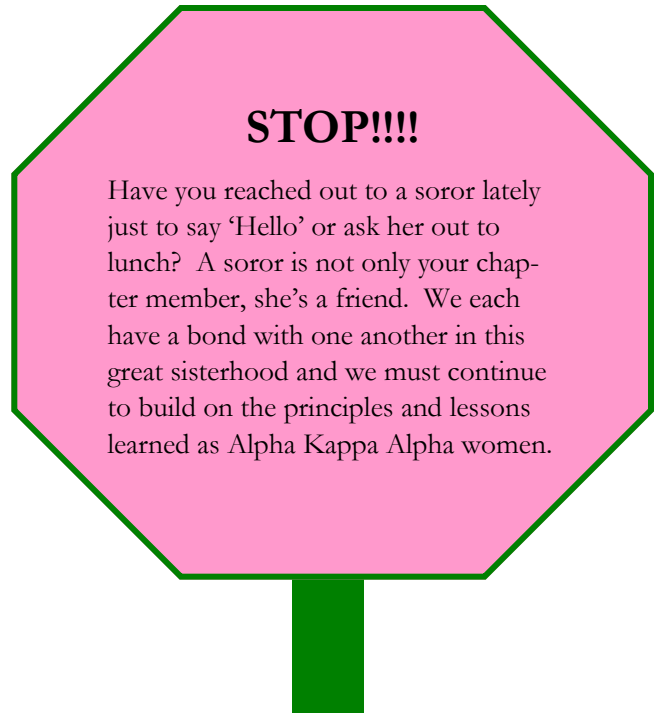 STOP!!!!
Have you reached out to a soror lately
just to say ‘Hello’ or ask her out to
lunch?  A soror is not only your chap-
ter member, she’s a friend.  We each
have a bond with one another in this
great sisterhood and we must continue
to build on the principles and lessons
learned as Alpha Kappa Alpha women.